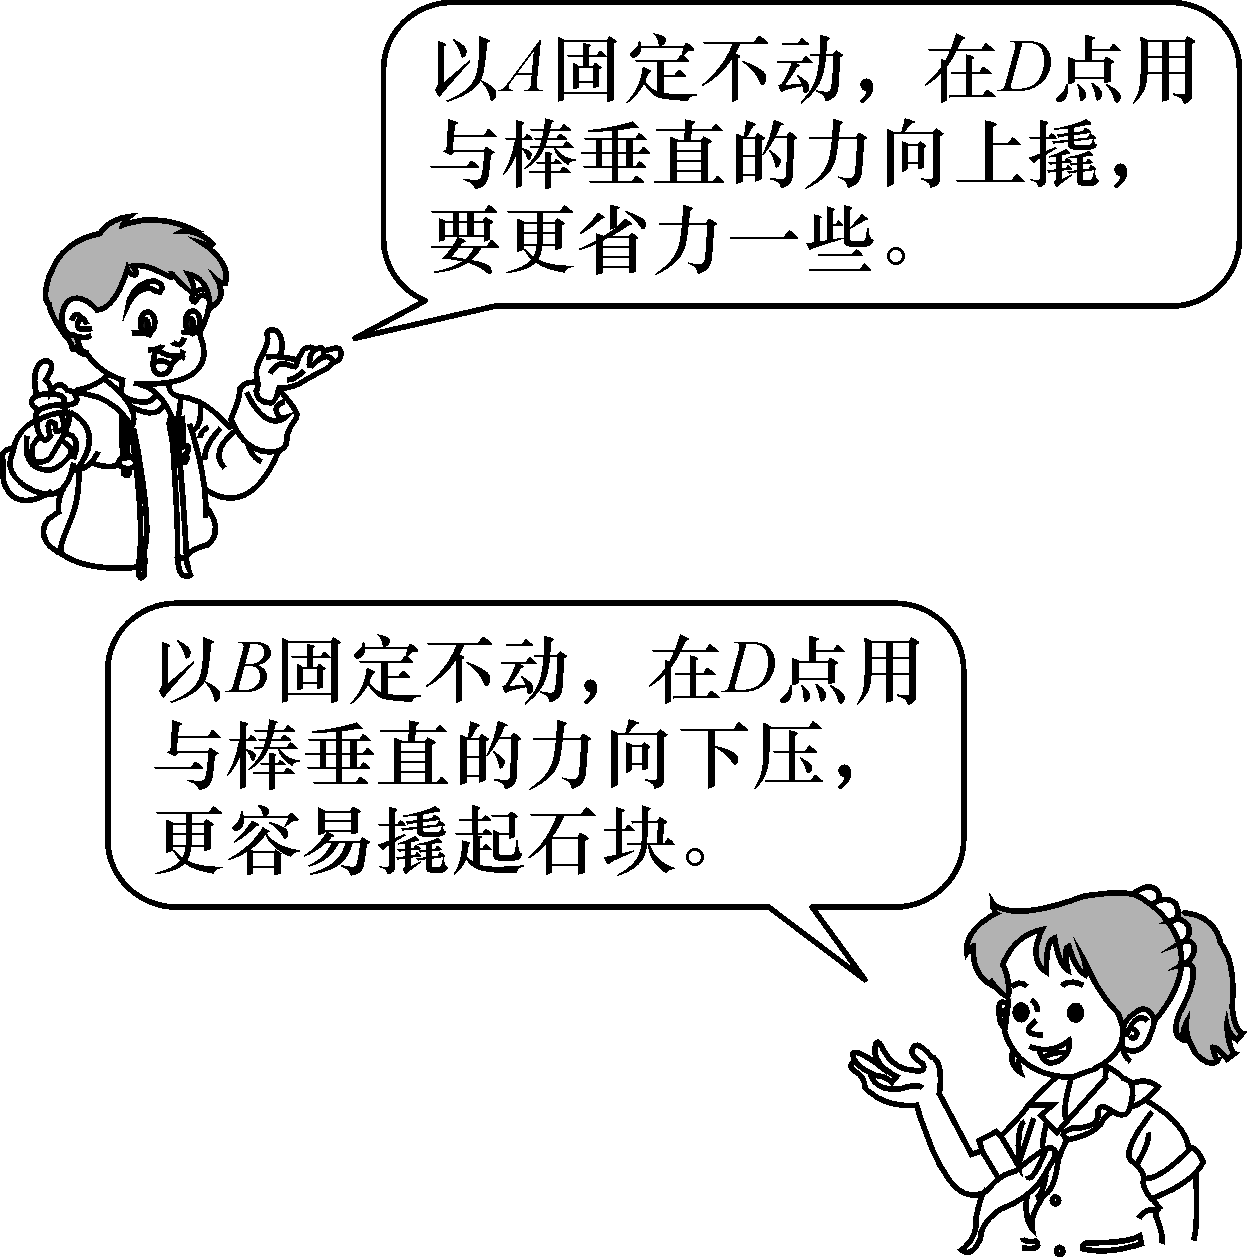 以A固定不动，在D点用
与棒垂直的力向上撬，
要更省力一些。
以B固定不动，在D点用
与棒垂直的力向下压，
更容易撬起石块。